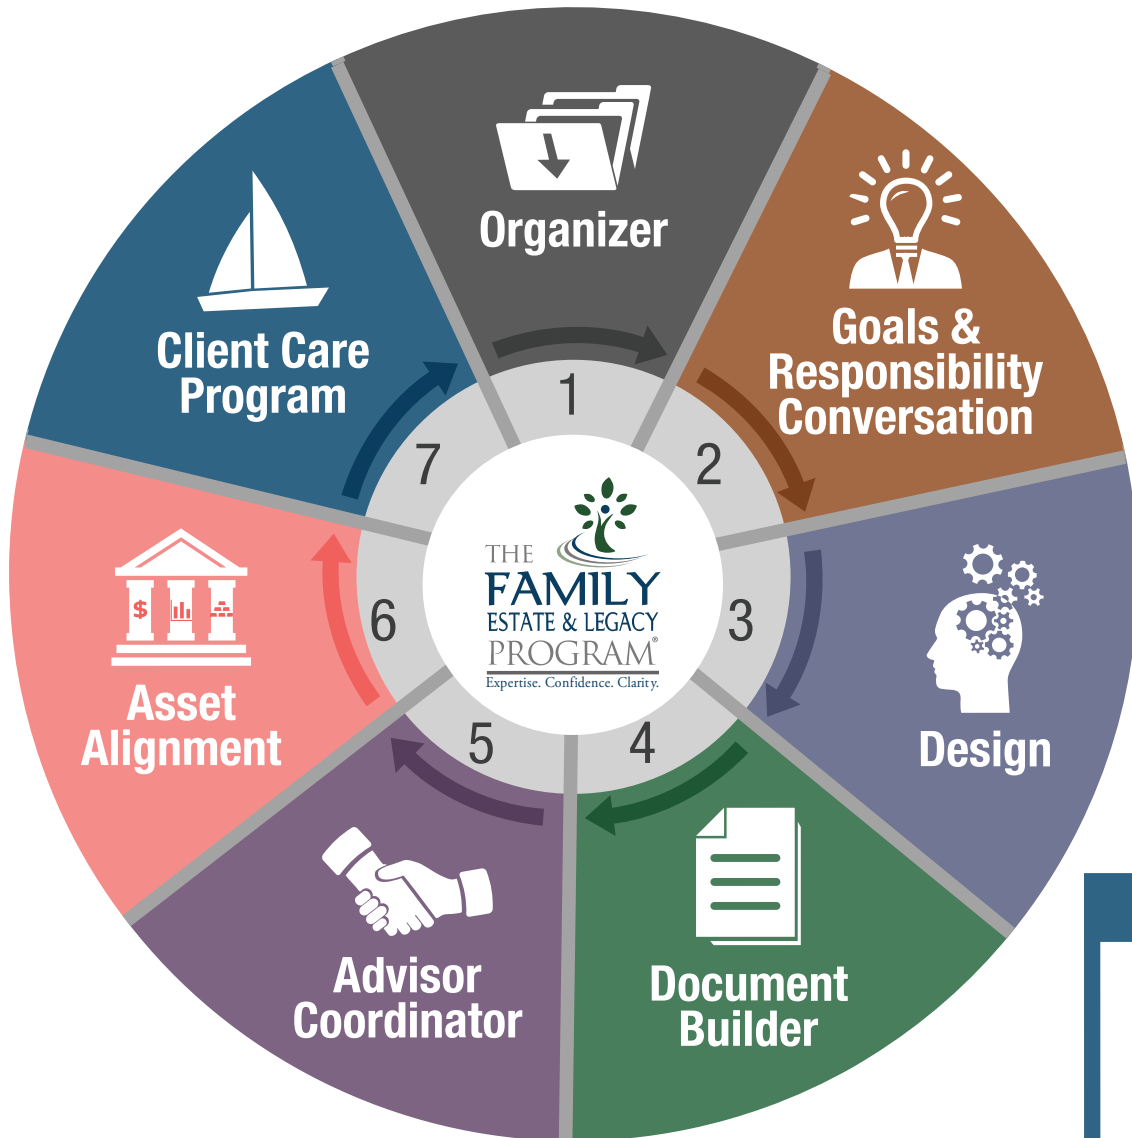 Organizer
1
Goals &
Responsibility
Conversation
2
Design
3
Document
Builder
4
Advisor
Coordinator
5
Asset
Alignment
$
6
Client Care
Program
7
THE
FAMILY
ESTATE & LEGACY
PROGRAM®
Expertise. Confidence. Clarity.